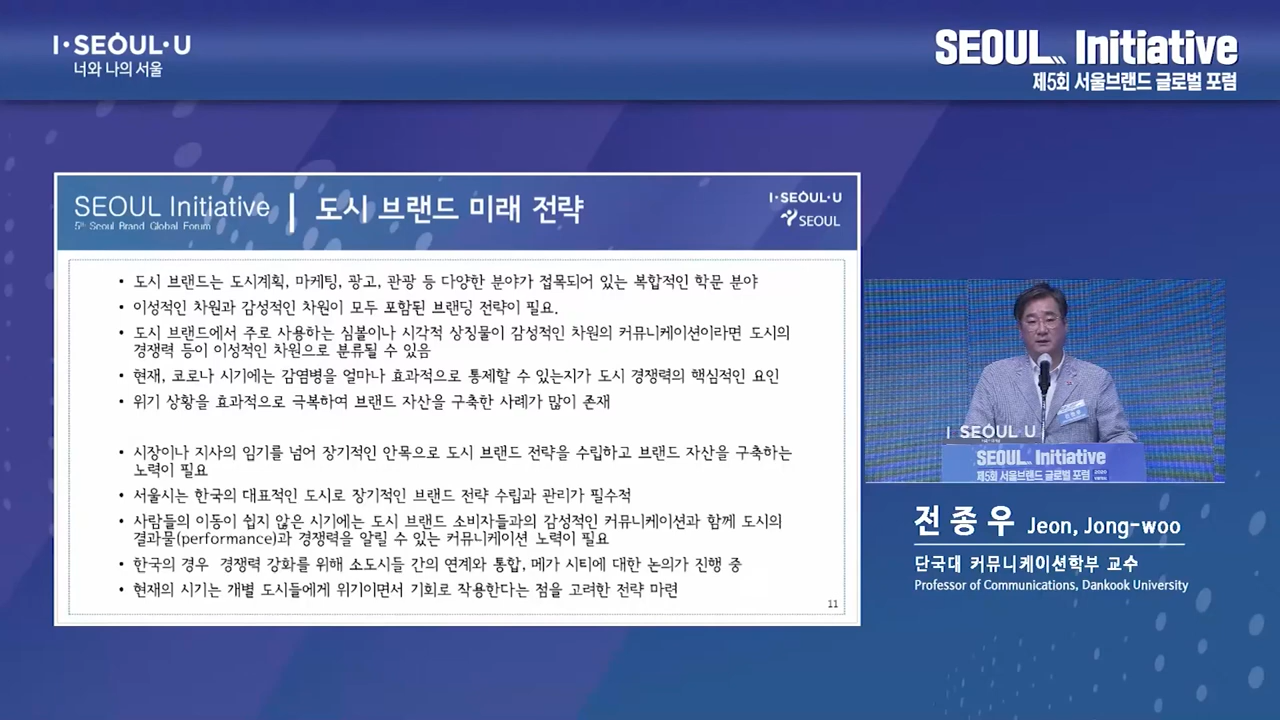 I·SEOUL·U
너와 나의 서울
SEOUL Initiative
제5회 서울브랜드 글로벌 포럼
SEOUL Initiative
5th Seoul Brand Global Forum
도시 브랜드 미래 전략
I·SEOUL·U
SEOUL
• 도시 브랜드는 도시계획, 마케팅, 광고, 관광 등 다양한 분야가 접목되어 있는 복합적인 학문 분야
• 이성적인 차원과 감성적인 차원이 모두 포함된 브랜딩 전략이 필요.
• 도시 브랜드에서 주로 사용하는 심볼이나 시각적 상징물이 감성적인 차원의 커뮤니케이션이라면 도시의
경쟁력 등이 이성적인 차원으로 분류될 수 있음
• 현재, 코로나 시기에는 감염병을 얼마나 효과적으로 통제할 수 있는지가 도시 경쟁력의 핵심적인 요인
• 위기 상황을 효과적으로 극복하여 브랜드 자산을 구축한 사례가 많이 존재
• 시장이나 지사의 임기를 넘어 장기적인 안목으로 도시 브랜드 전략을 수립하고 브랜드 자산을 구축하는
노력이 필요
• 서울시는 한국의 대표적인 도시로 장기적인 브랜드 전략 수립과 관리가 필수적
• 사람들의 이동이 쉽지 않은 시기에는 도시 브랜드 소비자들과의 감성적인 커뮤니케이션과 함께 도시의
결과물(performance)과 경쟁력을 알릴 수 있는 커뮤니케이션 노력이 필요
• 한국의 경우 경쟁력 강화를 위해 소도시들 간의 연계와 통합, 메가 시티에 대한 논의가 진행 중
• 현재의 시기는 개별 도시들에게 위기이면서 기회로 작용한다는 점을 고려한 전략 마련
11
I SEOUL U
SEOUL Initiative
제5회 서울브랜드 글로벌 포럼
전종우 Jeon, Jong-woo
단국대 커뮤니케이션학부 교수
Professor of Communications, Dankook University